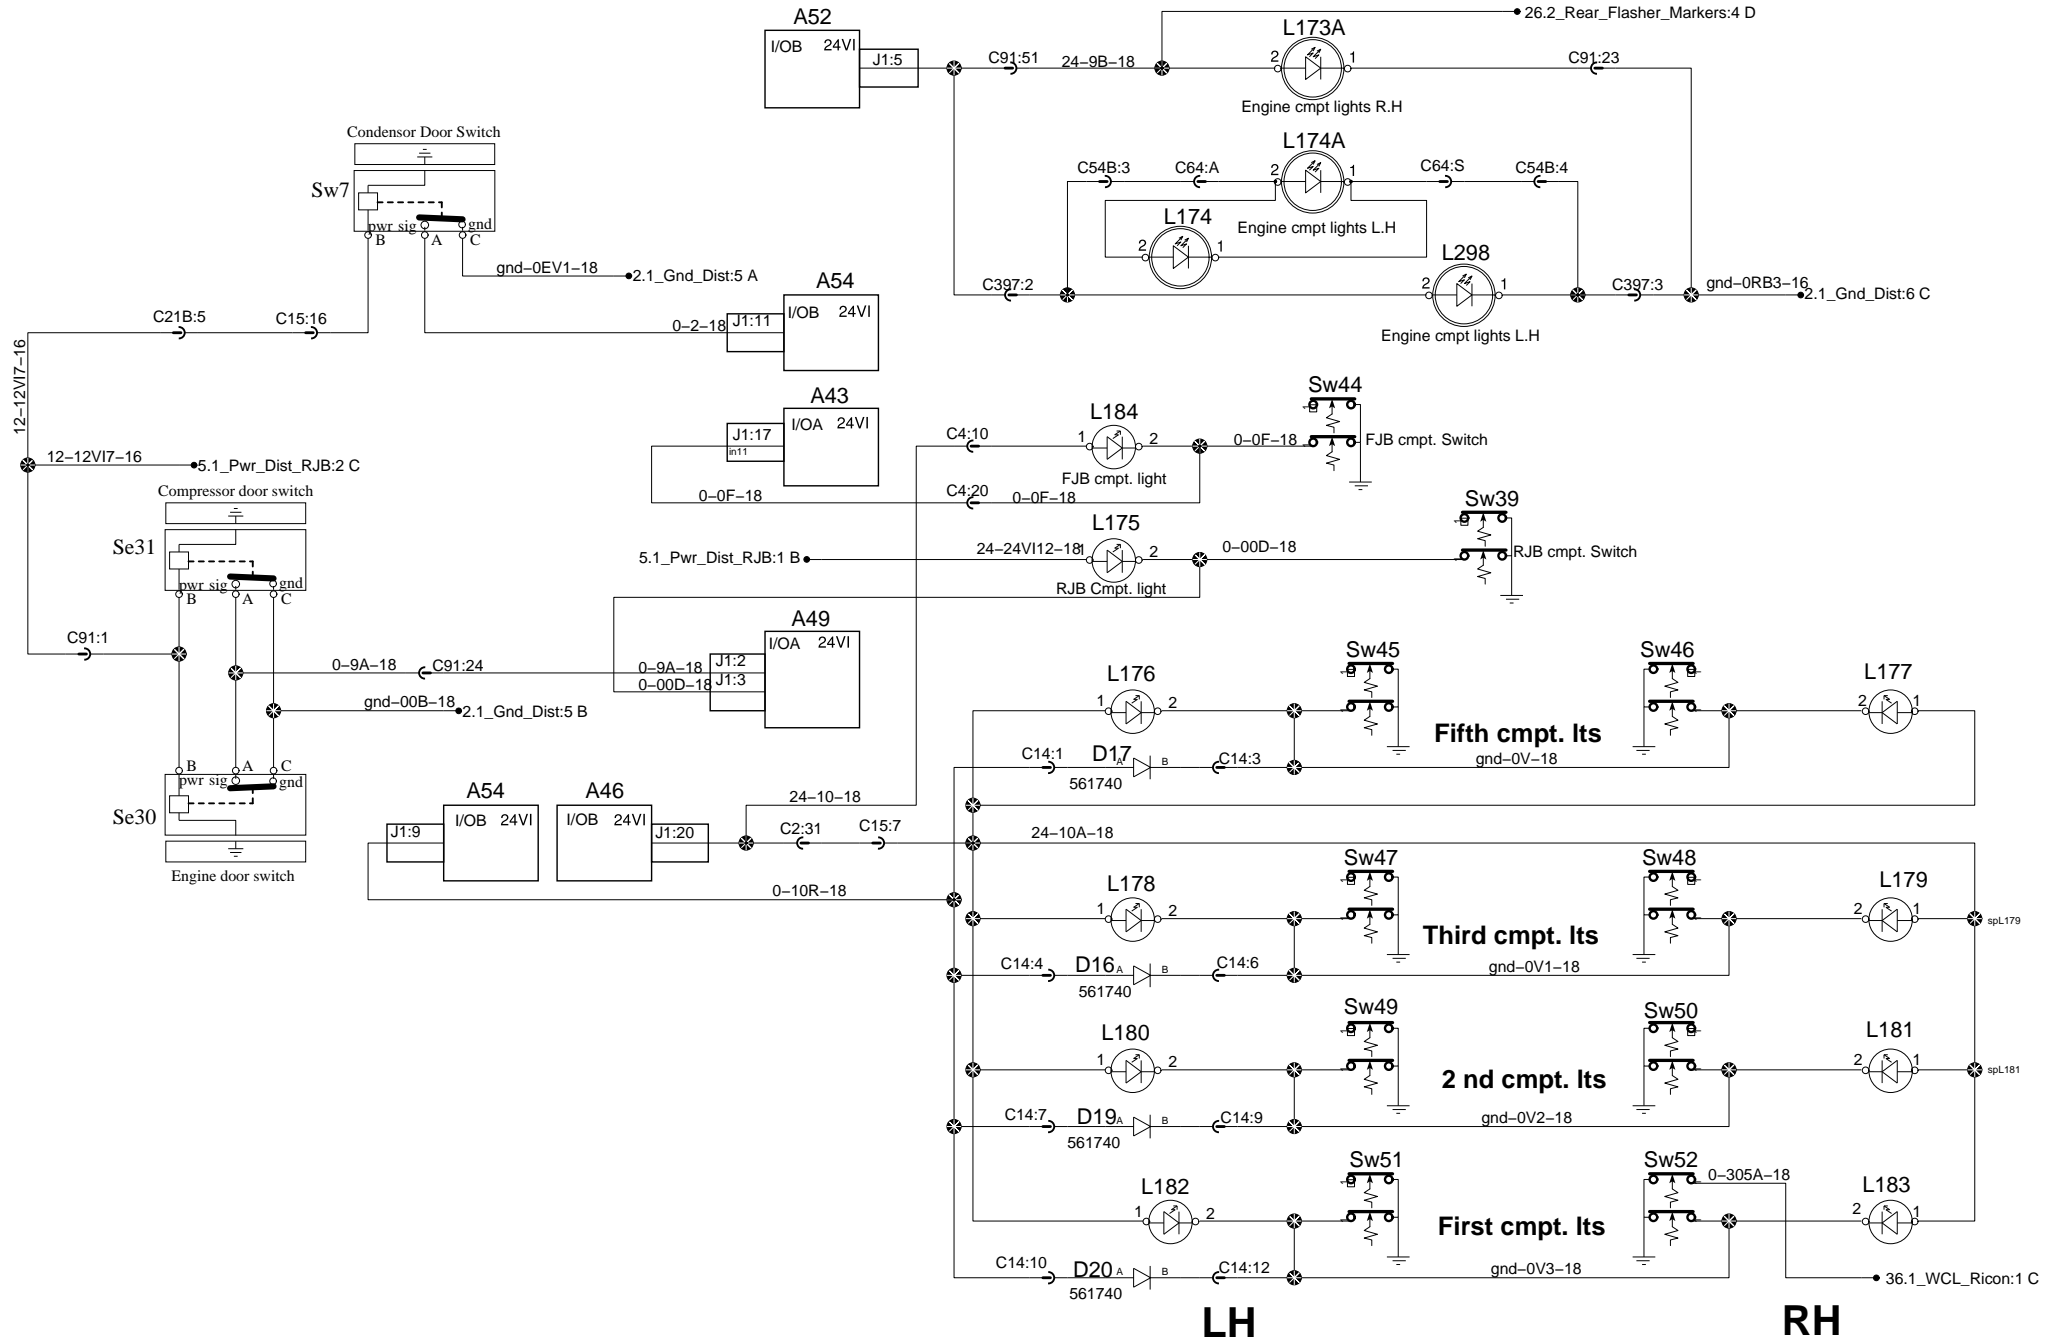 A52
I/OB 24VI
J1:5
C91:51
24-9B-18
26.2_Rear_Flasher_Markers:4 D
L173A
2 1
Engine cmpt lights R.H
C91:23
L174A
C54B:3
C64:A
2 1
C64:S
C54B:4
Engine cmpt lights L.H
L174
2 1
L298
C397:2
2 1
Engine cmpt lights L.H
C397:3
gnd-0RB3-16
2.1_Gnd_Dist:6 C
Condensor Door Switch
Sw7
pwr sig gnd
B A C
gnd-0EV1-18
2.1_Gnd_Dist:5 A
C21B:5
C15:16
12-12VI7-16
A54
0-2-18
J1:11
I/OB 24VI
12-12VI7-16
5.1_Pwr_Dist_RJB:2 C
A43
J1:17
in11
I/OA 24VI
0-0F-18
C4:10
L184
1 2
FJB cmpt. light
C4:20
0-0F-18
0-0F-18
Sw44
FJB cmpt. Switch
Compressor door switch
Se31
pwr sig gnd
B A C
5.1_Pwr_Dist_RJB:1 B
24-24VI12-18
L175
1 2
RJB Cmpt. light
0-00D-18
Sw39
RJB cmpt. Switch
C91:1
0-9A-18
C91:24
0-9A-18
0-00D-18
A49
J1:2
J1:3
I/OA 24VI
gnd-00B-18
2.1_Gnd_Dist:5 B
B A C
pwr sig gnd
Se30
Engine door switch
A54
J1:9
I/OB 24VI
A46
I/OB 24VI
J1:20
24-10-18
C2:31
C15:7
24-10A-18
0-10R-18
L176
1 2
Sw45
Sw46
L177
2 1
Fifth cmpt. lts
C14:1
D17
A B
561740
C14:3
gnd-0V-18
L178
1 2
Sw47
Sw48
L179
2 1
spL179
Third cmpt. lts
C14:4
D16
A B
561740
C14:6
gnd-0V1-18
L180
1 2
Sw49
Sw50
L181
2 1
spL181
2 nd cmpt. lts
C14:7
D19
A B
561740
C14:9
gnd-0V2-18
L182
1 2
Sw51
Sw52
0-305A-18
L183
2 1
First cmpt. lts
C14:10
D20
A B
561740
C14:12
gnd-0V3-18
36.1_WCL_Ricon:1 C
LH
RH